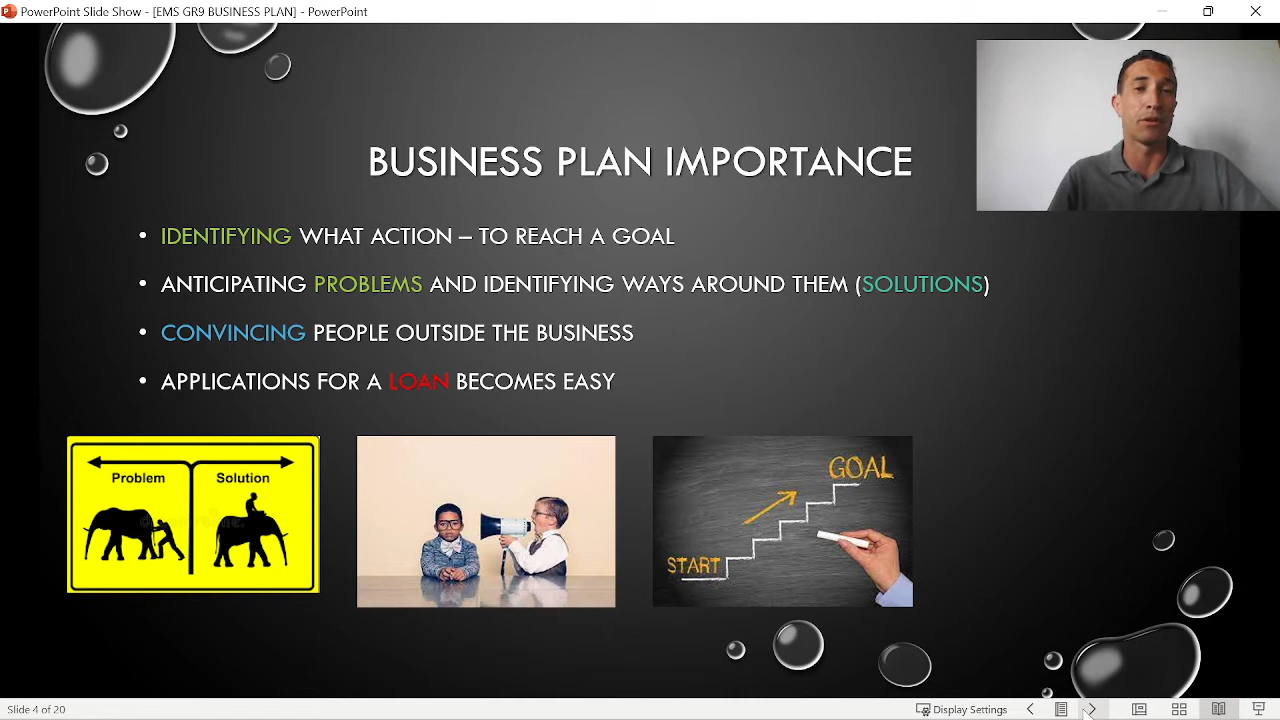 PowerPoint Slide Show - [EMS GR9 BUSINESS PLAN] - PowerPoint
BUSINESS PLAN IMPORTANCE
• IDENTIFYING WHAT ACTION – TO REACH A GOAL
• ANTICIPATING PROBLEMS AND IDENTIFYING WAYS AROUND THEM (SOLUTIONS)
• CONVINCING PEOPLE OUTSIDE THE BUSINESS
• APPLICATIONS FOR A LOAN BECOMES EASY
Problem
Solution
GOAL
START
Slide 4 of 20
Display Settings